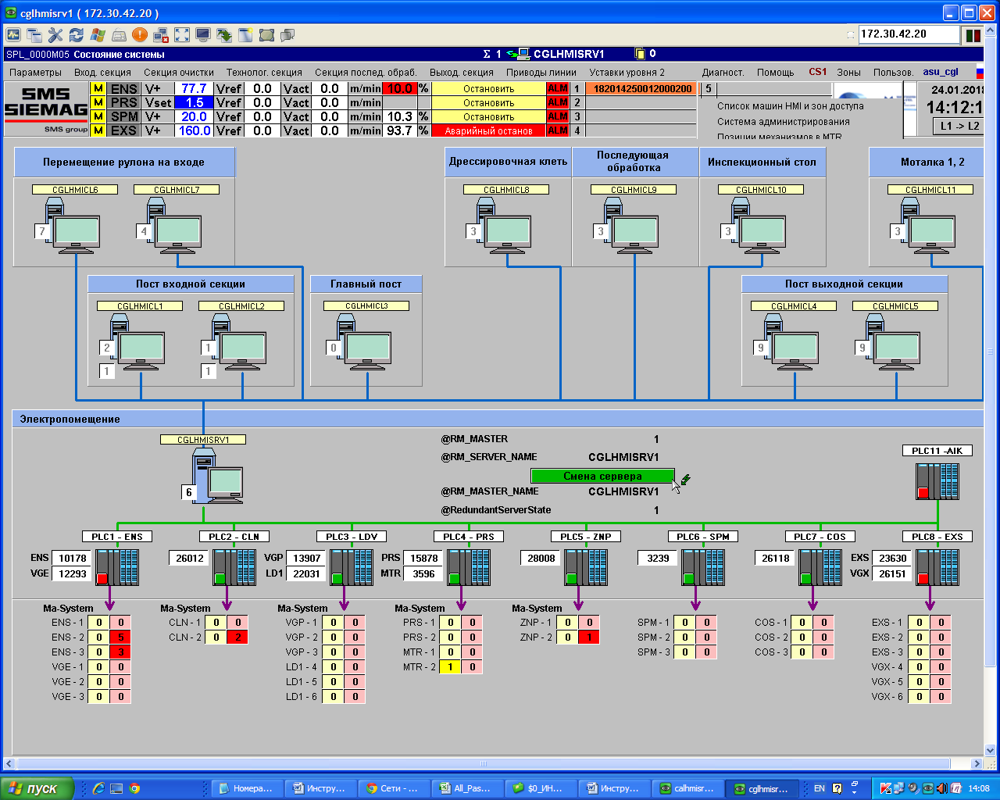 cglhmisrv1 ( 172.30.42.20 )
172.30.42.20
SPL_0000M05 Состояние системы Σ 1 CGLHMISRV1 0
Параметры Вход. секция Секция очистки Технолог. секция Секция послед. обраб. Выход. секция Приводы линии Уставки уровня 2 Диагност. Помощь CS1 Зоны Пользов. asu_cgl
SMS SIEMAG
SMS group
M ENS V+ 77.7 Vref 0.0 Vact 0.0 m/min 10.0 % Остановить ALM 1 182014250012000200 5
M PRS Vset 1.5 Vref 0.0 Vact 0.0 m/min Остановить ALM 2
M SPM V+ 20.0 Vref 0.0 Vact 0.0 m/min 10.3 % Остановить ALM 3
M EXS V+ 160.0 Vref 0.0 Vact 0.0 m/min 93.7 % Аварийный останов ALM 4
Список машин HMI и зон доступа
Система администрирования
Позиции механизмов в MTR
24.01.2018
14:12:1
L1 -> L2
Перемещение рулона на входе
CGLHMICL6 CGLHMICL7
7 4
Дрессировочная клеть
CGLHMICL8
3
Последующая обработка
CGLHMICL9
3
Инспекционный стол
CGLHMICL10
3
Моталка 1, 2
CGLHMICL11
3
Пост входной секции
CGLHMICL1 CGLHMICL2
2 1
1 1
Главный пост
CGLHMICL3
0
Пост выходной секции
CGLHMICL4 CGLHMICL5
9 9
Электропомещение
CGLHMISRV1
6
@RM_MASTER 1
@RM_SERVER_NAME CGLHMISRV1
Смена сервера
@RM_MASTER_NAME CGLHMISRV1
@RedundantServerState 1
PLC11 -AIK
PLC1 - ENS PLC2 - CLN PLC3 - LDV PLC4 - PRS PLC5 - ZNP PLC6 - SPM PLC7 - COS PLC8 - EXS
ENS 10178 26012 VGP 13907 PRS 15878 28008 3239 26118 EXS 23630
VGE 12293 LD1 22031 MTR 3596 VGX 26151
Ma-System Ma-System Ma-System Ma-System Ma-System
ENS - 1 0 0 CLN - 1 0 0 VGP - 1 0 0 PRS - 1 0 0 ZNP - 1 0 0 SPM - 1 0 0 COS - 1 0 0 EXS - 1 0 0
ENS - 2 0 5 CLN - 2 0 2 VGP - 2 0 0 PRS - 2 0 0 ZNP - 2 0 1 SPM - 2 0 0 COS - 2 0 0 EXS - 2 0 0
ENS - 3 0 3 VGP - 3 0 0 MTR - 1 0 0 SPM - 3 0 0 COS - 3 0 0 EXS - 3 0 0
VGE - 1 0 0 LD1 - 4 0 0 MTR - 2 1 0 VGX - 4 0 0
VGE - 2 0 0 LD1 - 5 0 0 VGX - 5 0 0
VGE - 3 0 0 LD1 - 6 0 0 VGX - 6 0 0
пуск Номера... Инстру... Сети - ... All_Pas... $0_ИН... Инстру... calhmisr... cglhmisr... EN 14:08